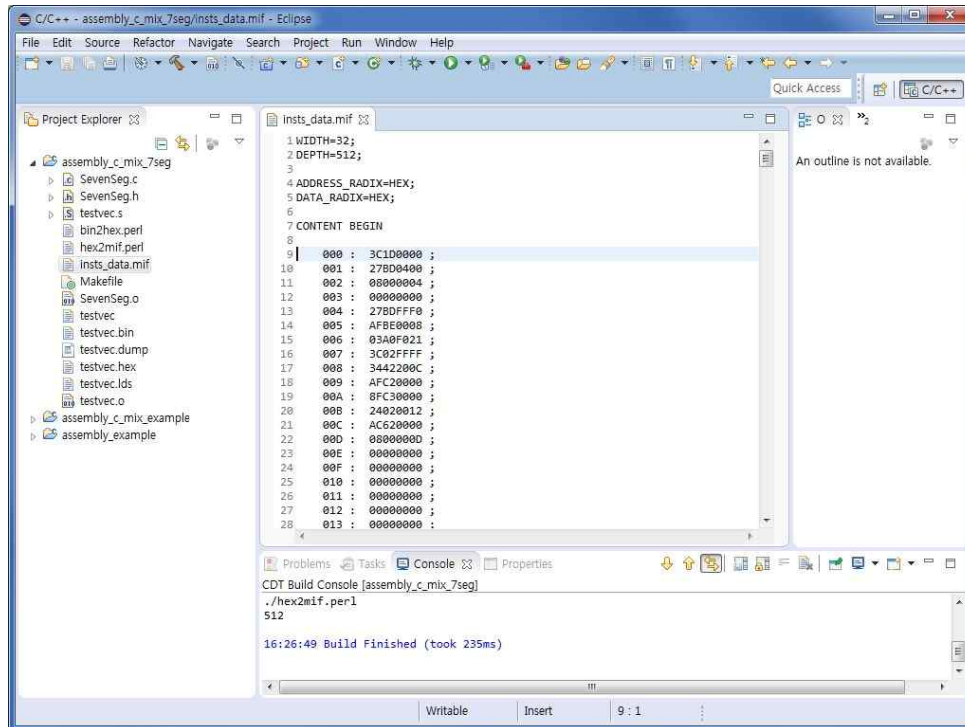 C/C++ - assembly_c_mix_7seg/insts_data.mif - Eclipse
File Edit Source Refactor Navigate Search Project Run Window Help
Quick Access
C/C++
Project Explorer
assembly_c_mix_7seg
SevenSeg.c
SevenSeg.h
testvec.s
bin2hex.perl
hex2mif.perl
insts_data.mif
Makefile
SevenSeg.o
testvec
testvec.bin
testvec.dump
testvec.hex
testvec.lds
testvec.o
assembly_c_mix_example
assembly_example
insts_data.mif
1 WIDTH=32;
2 DEPTH=512;
3
4 ADDRESS_RADIX=HEX;
5 DATA_RADIX=HEX;
6
7 CONTENT BEGIN
8
9 000 : 3C1D0000 ;
10 001 : 27BD0400 ;
11 002 : 08000004 ;
12 003 : 00000000 ;
13 004 : 27BDFFF0 ;
14 005 : AFBE0008 ;
15 006 : 03A0F021 ;
16 007 : 3C02FFFF ;
17 008 : 3442200C ;
18 009 : AFC20000 ;
19 00A : 8FC30000 ;
20 00B : 24020012 ;
21 00C : AC620000 ;
22 00D : 0800000D ;
23 00E : 00000000 ;
24 00F : 00000000 ;
25 010 : 00000000 ;
26 011 : 00000000 ;
27 012 : 00000000 ;
28 013 : 00000000 :
O
»2
An outline is not available.
Problems Tasks Console Properties
CDT Build Console [assembly_c_mix_7seg]
./hex2mif.perl
512
16:26:49 Build Finished (took 235ms)
Writable Insert 9 : 1